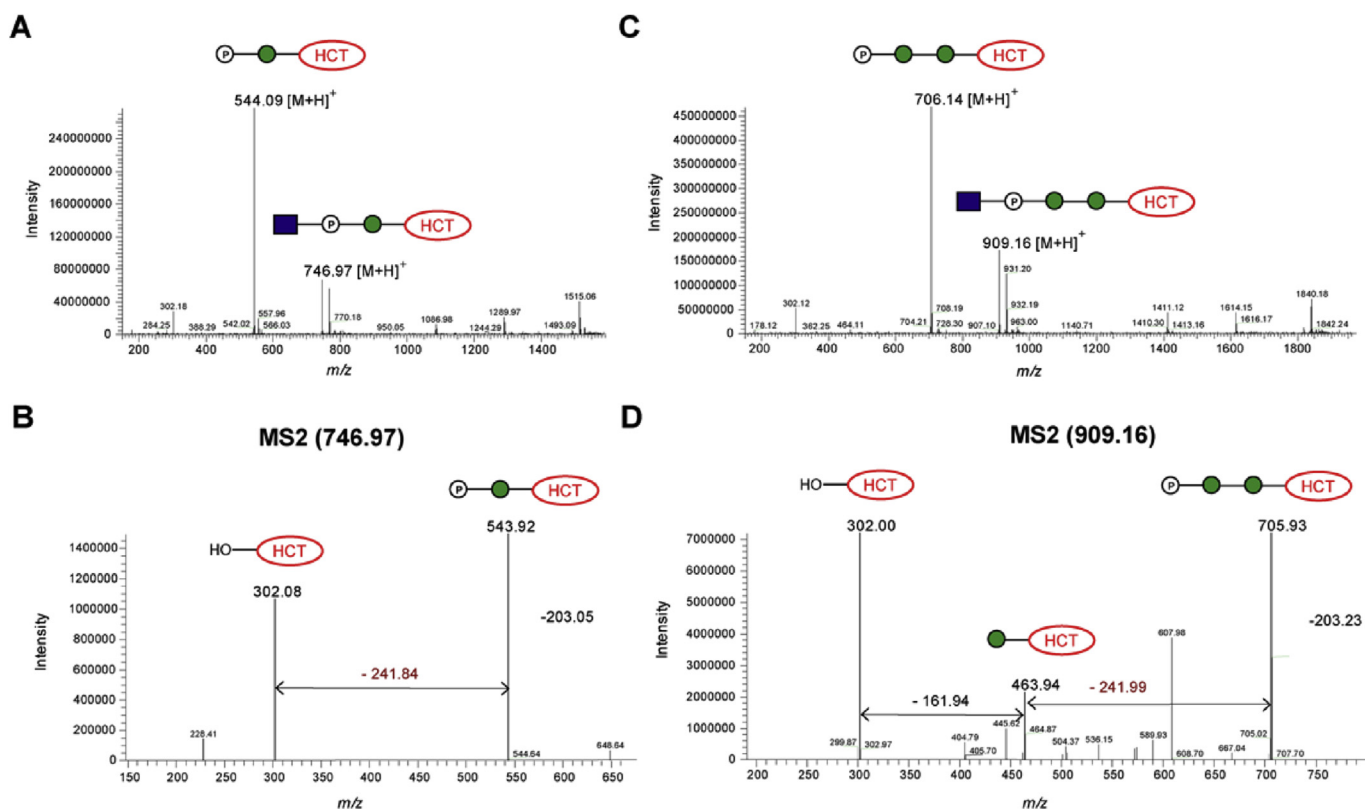 A
P
HCT
544.09 [M+H]+
240000000
200000000
160000000
120000000
80000000
40000000
0
Intensity
P
HCT
746.97 [M+H]+
302.18
284.25
388.29
542.02
557.96
566.03
770.18
950.05
1086.98
1244.29
1289.97
1493.09
1515.06
200 400 600 800 1000 1200 1400
m/z
C
P
HCT
706.14 [M+H]+
450000000
400000000
350000000
300000000
250000000
200000000
150000000
100000000
50000000
0
Intensity
P
HCT
909.16 [M+H]+
931.20
302.12
178.12
362.25
464.11
704.21
708.19
728.30
907.10
932.19
963.00
1140.71
1410.30
1411.12
1413.16
1614.15
1616.17
1840.18
1842.24
200 400 600 800 1000 1200 1400 1600 1800
m/z
B
MS2 (746.97)
P
HCT
543.92
HO
HCT
302.08
1400000
1200000
1000000
800000
600000
400000
200000
0
Intensity
-203.05
- 241.84
228.41
544.64
648.64
150 200 250 300 350 400 450 500 550 600 650
m/z
D
MS2 (909.16)
HO
HCT
302.00
P
HCT
705.93
7000000
6000000
5000000
4000000
3000000
2000000
1000000
0
Intensity
-203.23
HCT
607.98
463.94
- 241.99
- 161.94
299.87
302.97
404.79
405.70
445.62
464.87
504.37
536.15
589.93
608.70
667.04
705.02
707.70
200 250 300 350 400 450 500 550 600 650 700 750
m/z